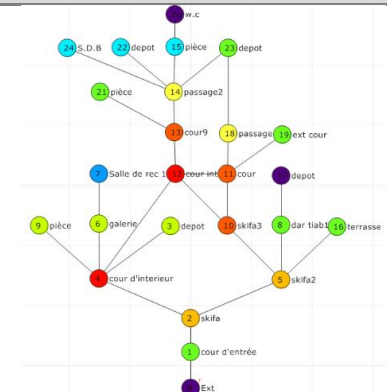 w.c
24 S.D.B 22 depot 15 pièce 23 depot
21 pièce 14 passage2
13 cour9 18 passage 19 ext cour
7 Salle de rec 1 12 cour int 11 cour depot
9 pièce 6 galerie 3 depot 10 skifa3 8 dar tiab1 16 terrasse
4 cour d'interieur 5 skifa2
2 skifa
1 cour d'entrée
Ext